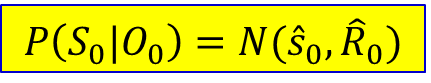 P(S₀|O₀) = N(ŝ₀, R̂₀)